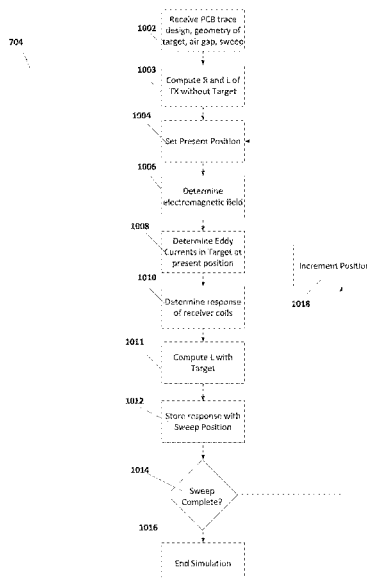 704
1002
Receive PCB trace
design, geometry of
target, air gap, sweep
1003
Compute R and L of
TX without Target
1004
Set Present Position
1006
Determine
electromagnetic field
1008
Determine Eddy
Currents in Target at
present position
1010
Determine response
of receiver coils
1011
Compute L with
Target
1012
Store response with
Sweep Position
1014
Sweep
Complete?
Increment Position
1018
1016
End Simulation